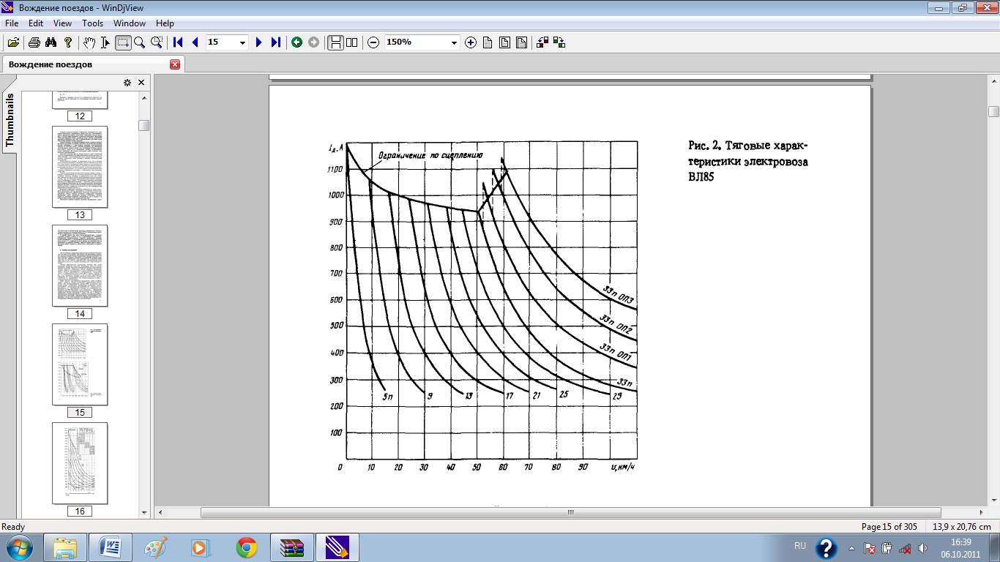 Вождение поездов - WinDjView
File Edit View Tools Window Help
15
150%
Вождение поездов
Thumbnails
12
13
14
15
16
Iд, А
Ограничение по сцеплению
1100
1000
900
800
700
600
500
400
300
200
100
0 10 20 30 40 50 60 70 80 90 υ, км/ч
33п ОП3
33п ОП2
33п ОП1
33п
5п 9 13 17 21 25 29
Рис. 2. Тяговые харак-
теристики электровоза
ВЛ85
Ready
Page 15 of 305 13,9 x 20,76 cm
RU
16:39
06.10.2011